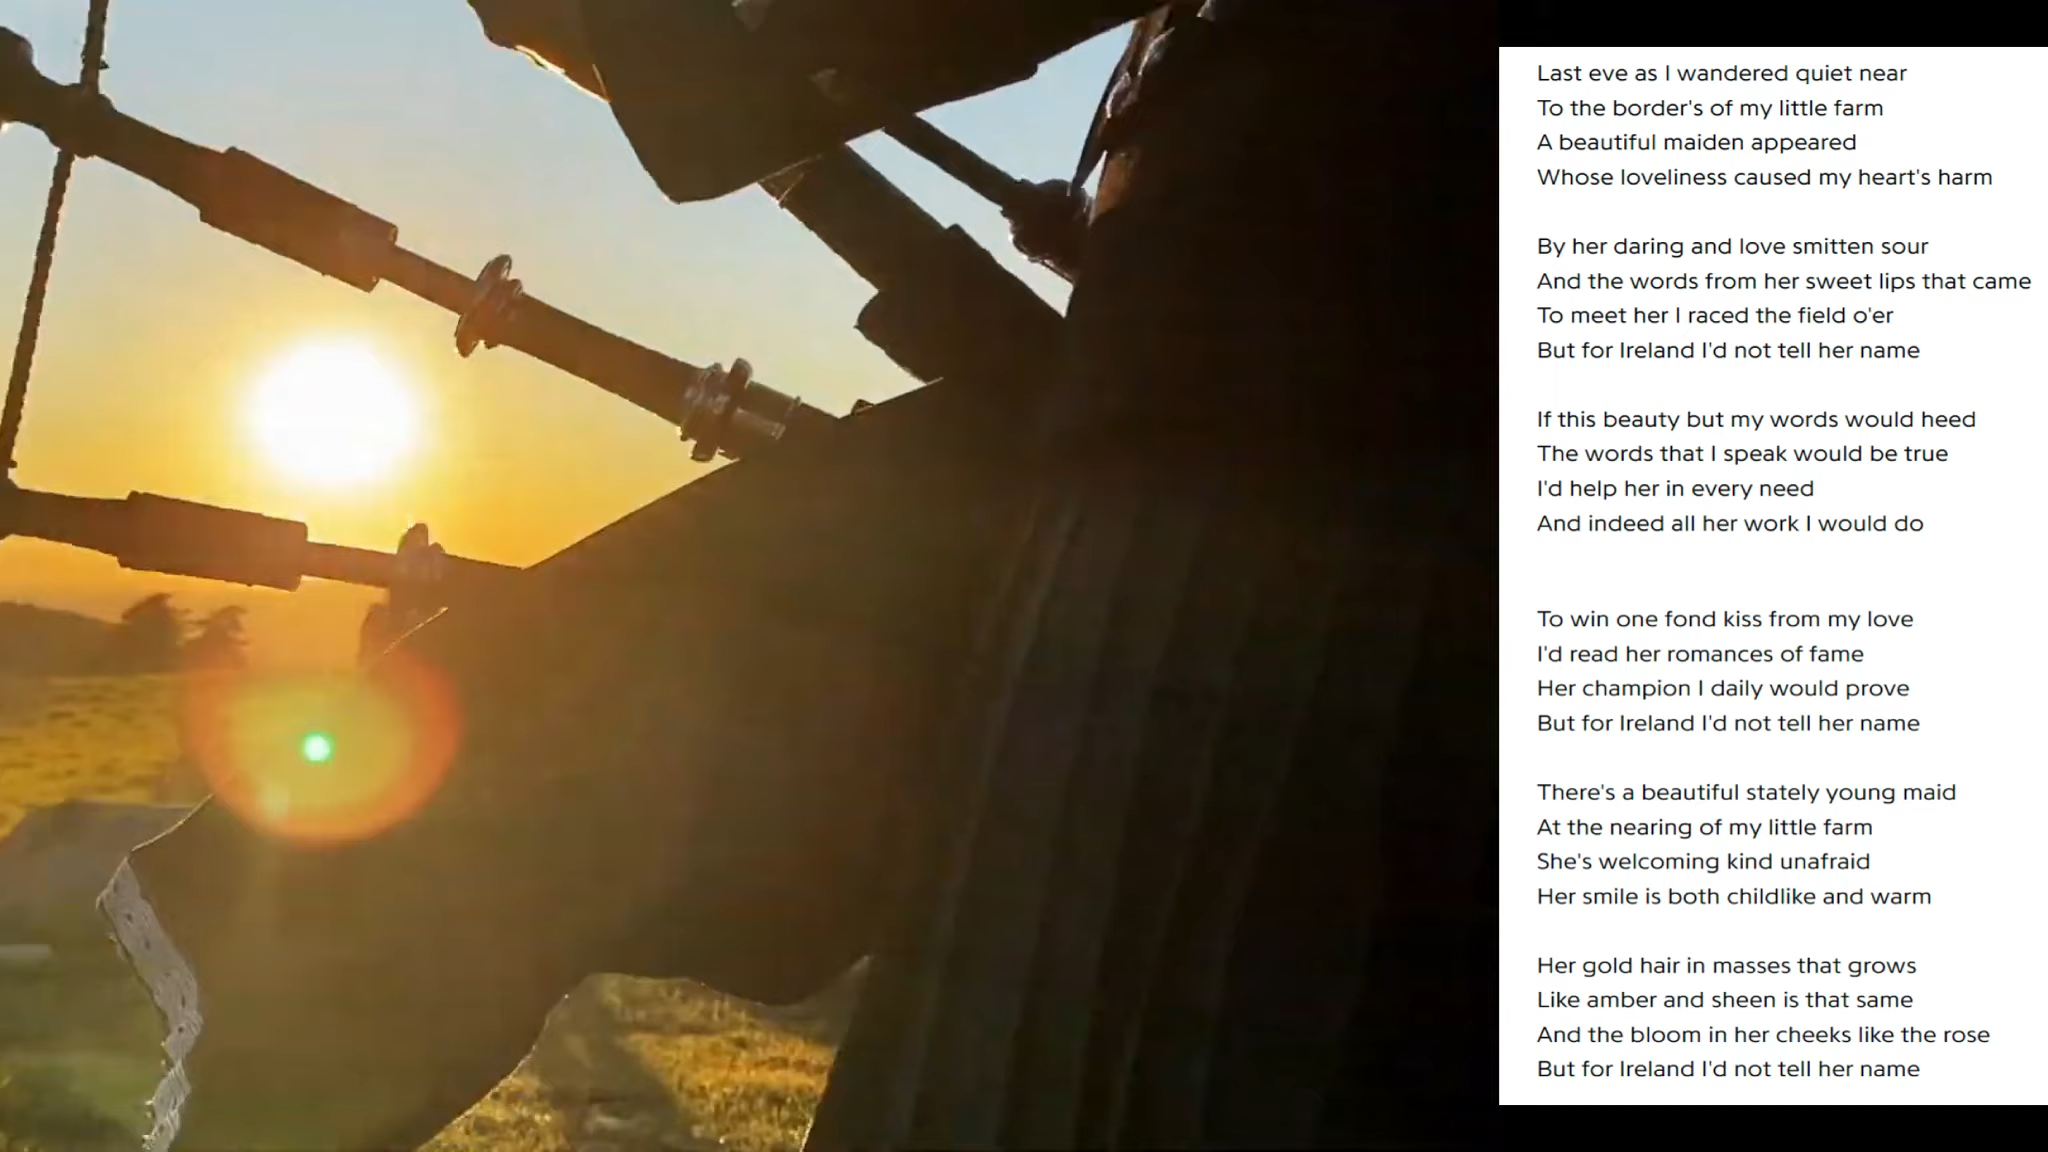 Last eve as I wandered quiet near
To the border's of my little farm
A beautiful maiden appeared
Whose loveliness caused my heart's harm
By her daring and love smitten sour
And the words from her sweet lips that came
To meet her I raced the field o'er
But for Ireland I'd not tell her name
If this beauty but my words would heed
The words that I speak would be true
I'd help her in every need
And indeed all her work I would do
To win one fond kiss from my love
I'd read her romances of fame
Her champion I daily would prove
But for Ireland I'd not tell her name
There's a beautiful stately young maid
At the nearing of my little farm
She's welcoming kind unafraid
Her smile is both childlike and warm
Her gold hair in masses that grows
Like amber and sheen is that same
And the bloom in her cheeks like the rose
But for Ireland I'd not tell her name